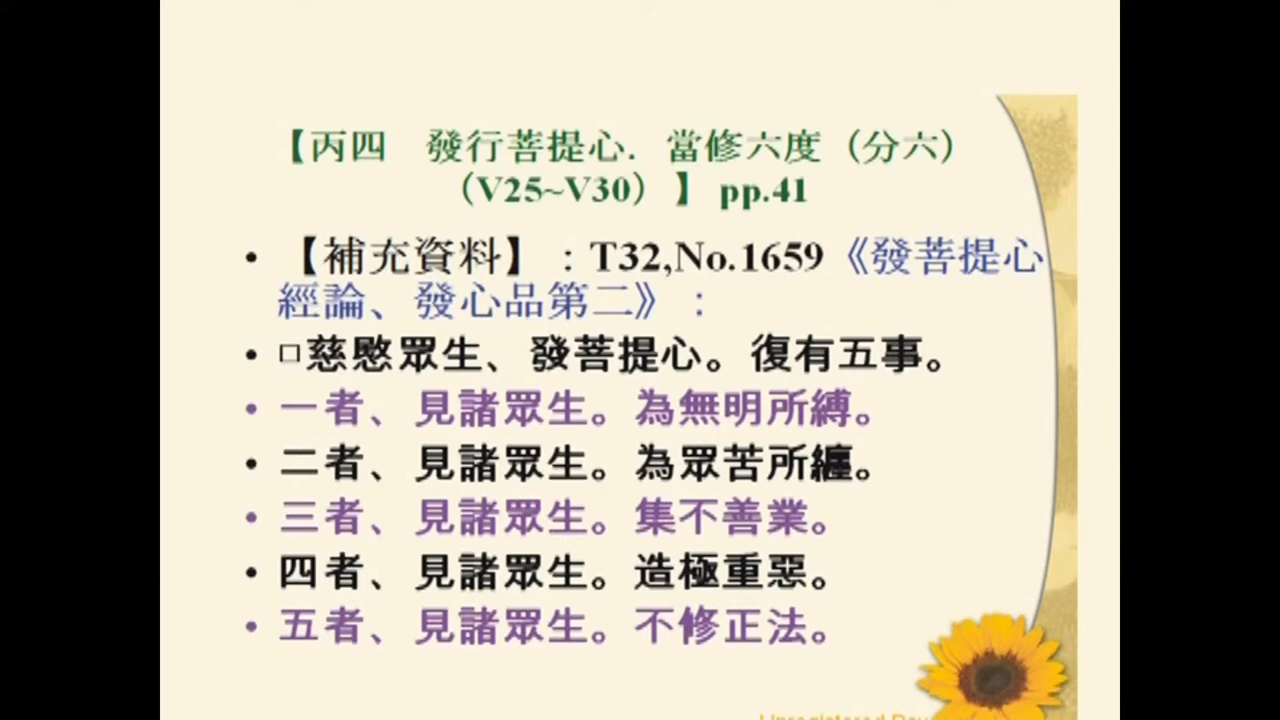 【丙四 發行菩提心. 當修六度（分六）
（V25~V30）】 pp.41
• 【補充資料】：T32,No.1659《發菩提心
經論、發心品第二》：
• □慈愍眾生、發菩提心。復有五事。
• 一者、見諸眾生。為無明所縛。
• 二者、見諸眾生。為眾苦所纏。
• 三者、見諸眾生。集不善業。
• 四者、見諸眾生。造極重惡。
• 五者、見諸眾生。不修正法。